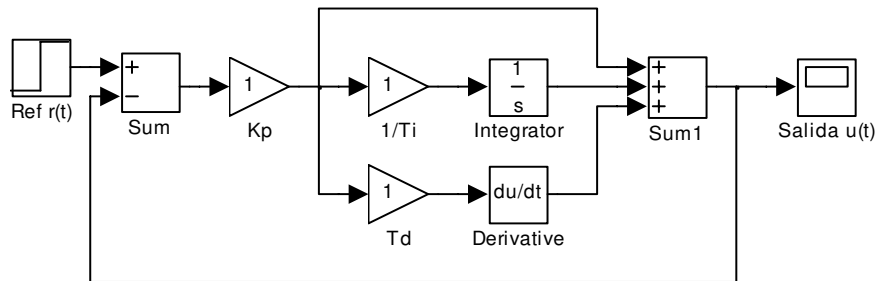 +
−
1
1
1
s
+
+
+
Ref r(t)
Sum
Kp
1/Ti
Integrator
Sum1
Salida u(t)
1
du/dt
Td
Derivative